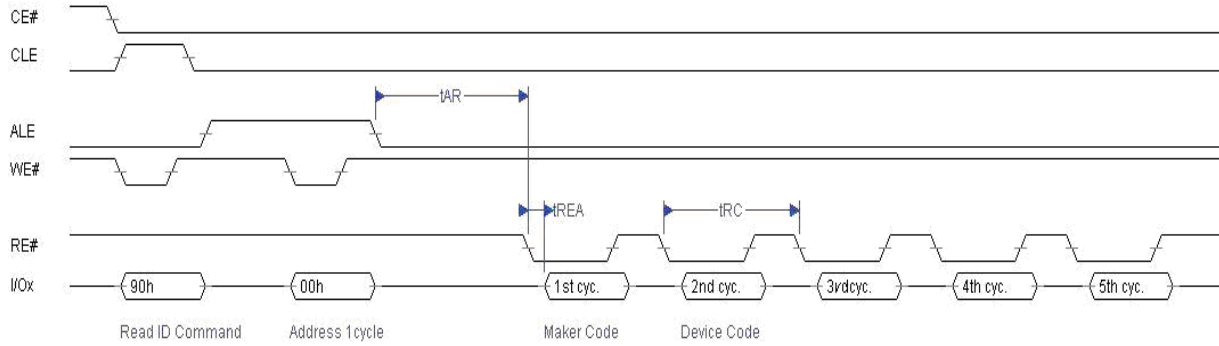 CE#
CLE
tAR
ALE
WE#
tREA
tRC
RE#
I/Ox
90h
00h
1st cyc.
2nd cyc.
3rdcyc.
4th cyc.
5th cyc.
Read ID Command
Address 1cycle
Maker Code
Device Code